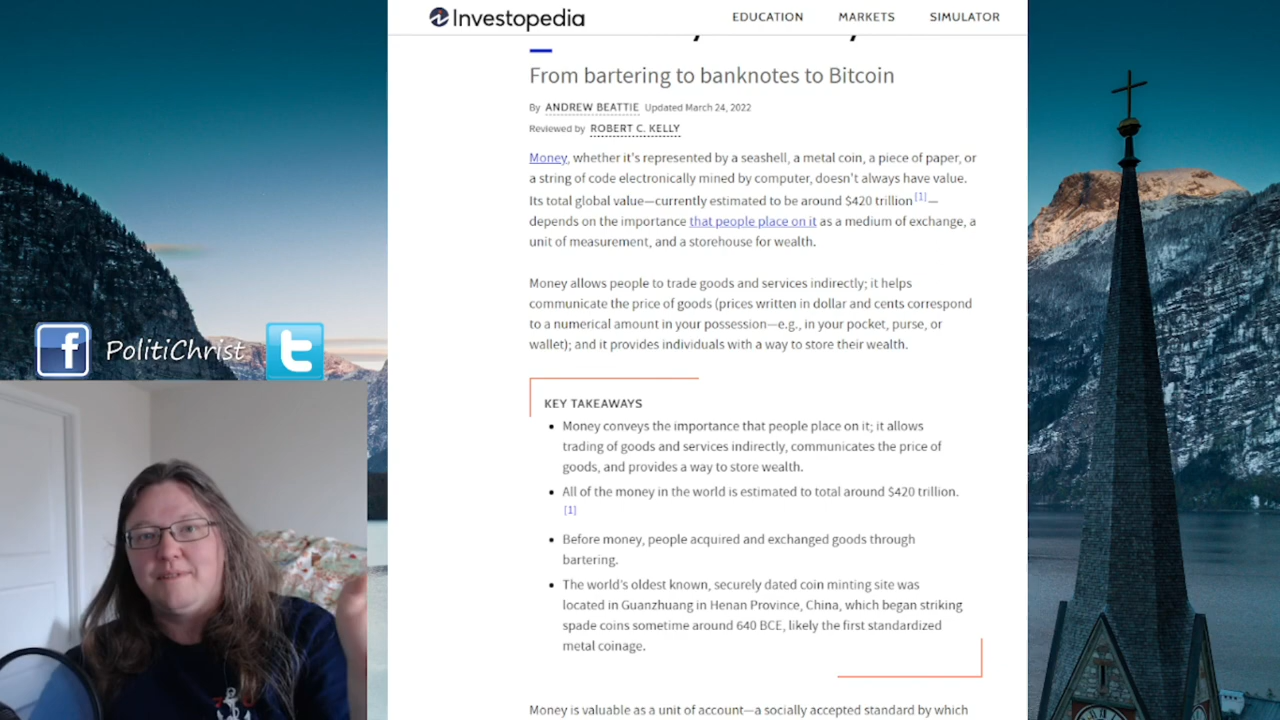 Investopedia
EDUCATION MARKETS SIMULATOR
From bartering to banknotes to Bitcoin
By ANDREW BEATTIE Updated March 24, 2022
Reviewed by ROBERT C. KELLY
Money, whether it's represented by a seashell, a metal coin, a piece of paper, or
a string of code electronically mined by computer, doesn't always have value.
Its total global value—currently estimated to be around $420 trillion [1]—
depends on the importance that people place on it as a medium of exchange, a
unit of measurement, and a storehouse for wealth.
Money allows people to trade goods and services indirectly; it helps
communicate the price of goods (prices written in dollar and cents correspond
to a numerical amount in your possession—e.g., in your pocket, purse, or
wallet); and it provides individuals with a way to store their wealth.
KEY TAKEAWAYS
• Money conveys the importance that people place on it; it allows
trading of goods and services indirectly, communicates the price of
goods, and provides a way to store wealth.
• All of the money in the world is estimated to total around $420 trillion.
[1]
• Before money, people acquired and exchanged goods through
bartering.
• The world's oldest known, securely dated coin minting site was
located in Guanzhuang in Henan Province, China, which began striking
spade coins sometime around 640 BCE, likely the first standardized
metal coinage.
Money is valuable as a unit of account—a socially accepted standard by which
f PolitiChrist t